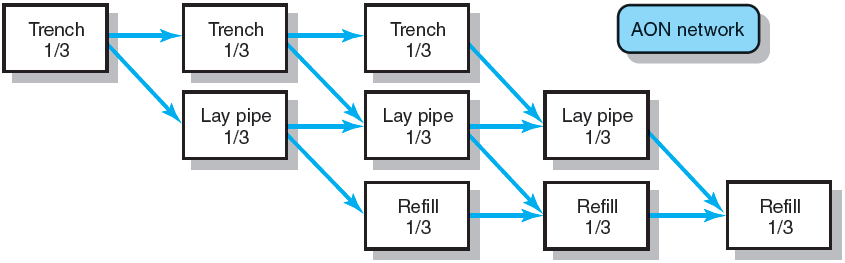 Trench
1/3
Trench
1/3
Trench
1/3
AON network
Lay pipe
1/3
Lay pipe
1/3
Lay pipe
1/3
Refill
1/3
Refill
1/3
Refill
1/3